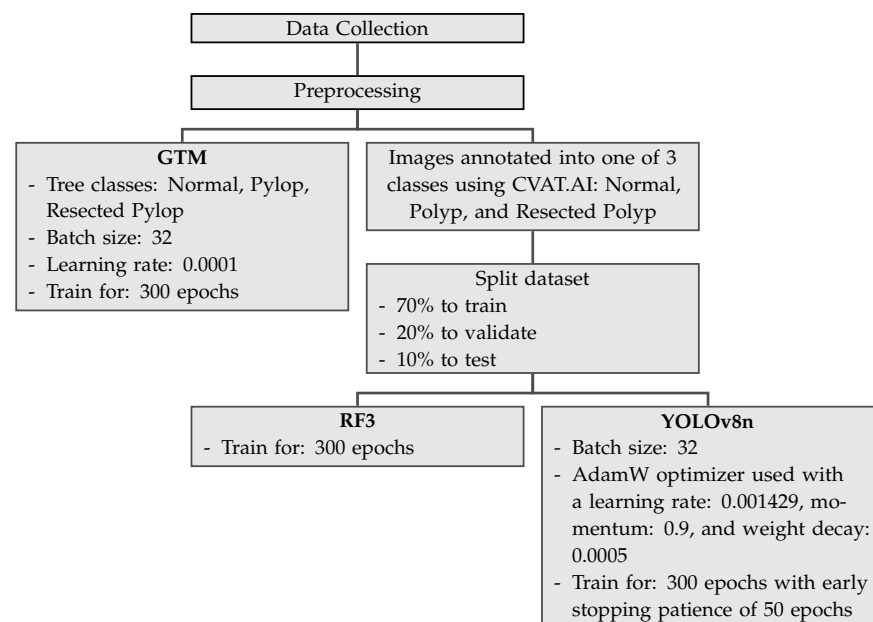 Data Collection
Preprocessing
GTM
- Tree classes: Normal, Pylop,
Resected Pylop
- Batch size: 32
- Learning rate: 0.0001
- Train for: 300 epochs
Images annotated into one of 3
classes using CVAT.AI: Normal,
Polyp, and Resected Polyp
Split dataset
- 70% to train
- 20% to validate
- 10% to test
RF3
- Train for: 300 epochs
YOLOv8n
- Batch size: 32
- AdamW optimizer used with
a learning rate: 0.001429, mo-
mentum: 0.9, and weight decay:
0.0005
- Train for: 300 epochs with early
stopping patience of 50 epochs